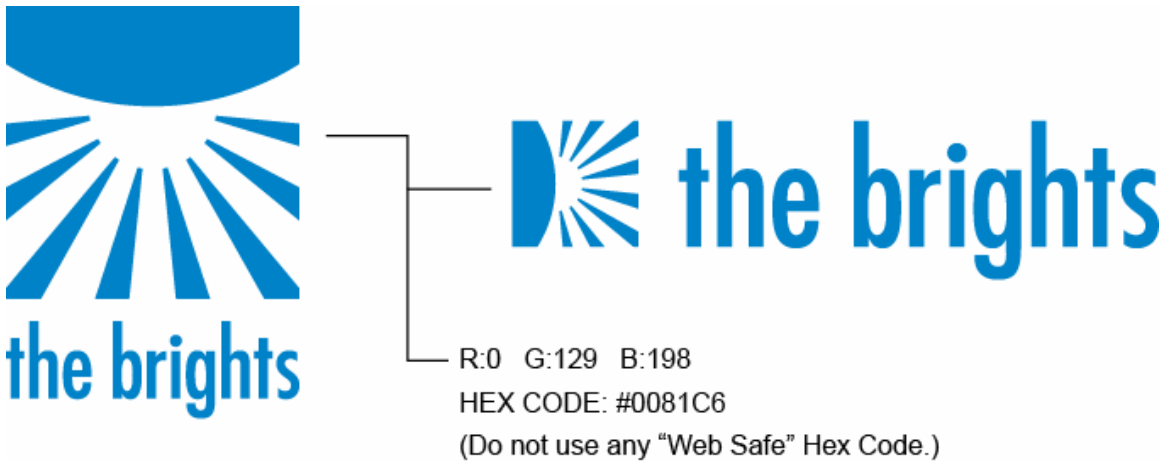 the brights
the brights
R:0 G:129 B:198
HEX CODE: #0081C6
(Do not use any “Web Safe” Hex Code.)